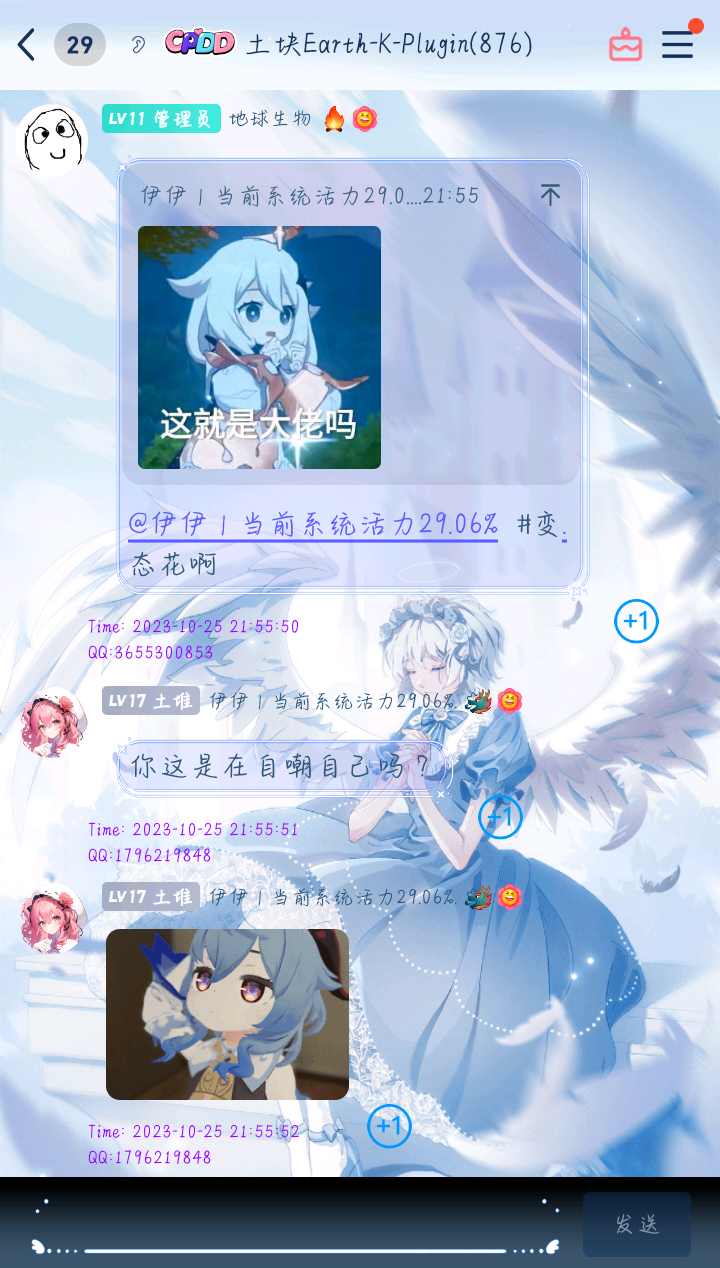 29
CPDD 土块Earth-K-Plugin(876)
LV11 管理员 地球生物
伊伊丨当前系统活力29.0....21:55
这就是大佬吗
@伊伊丨当前系统活力29.06% #变.
态花啊
+1
Time: 2023-10-25 21:55:50
QQ:3655300853
LV17 土堆 伊伊丨当前系统活力29.06%.
你这是在自嘲自己吗？
+1
Time: 2023-10-25 21:55:51
QQ:1796219848
LV17 土堆 伊伊丨当前系统活力29.06%.
+1
Time: 2023-10-25 21:55:52
QQ:1796219848
发送